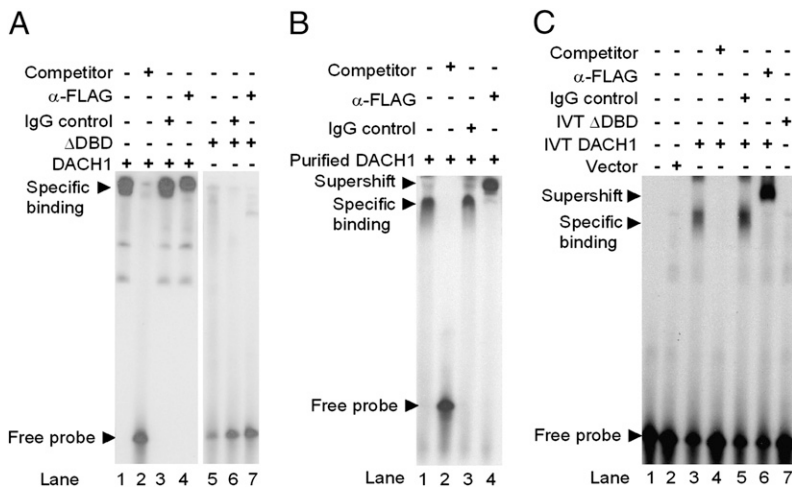 A
Competitor - + - - - - -
α-FLAG - - - + - - +
IgG control - - + - - + -
ΔDBD - - - - + + +
DACH1 + + + + - - -
Specific binding
Free probe
Lane 1 2 3 4 5 6 7
B
Competitor - + - -
α-FLAG - - - +
IgG control - - + -
Purified DACH1 + + + +
Supershift
Specific binding
Free probe
Lane 1 2 3 4
C
Competitor - - - + - - -
α-FLAG - - - - - + -
IgG control - - - - + - -
IVT ΔDBD - - - - - - +
IVT DACH1 - - + + + + -
Vector - + - - - - -
Supershift
Specific binding
Free probe
Lane 1 2 3 4 5 6 7